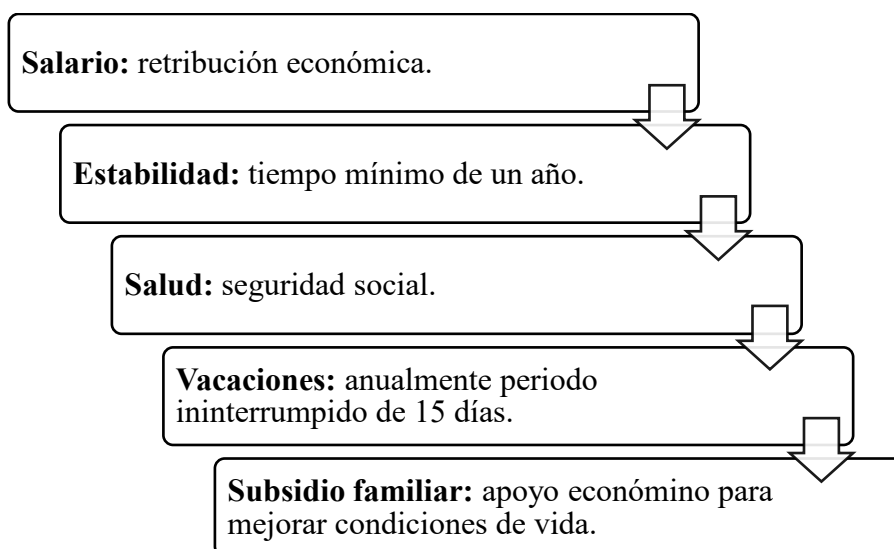 Salario: retribución económica.
Estabilidad: tiempo mínimo de un año.
Salud: seguridad social.
Vacaciones: anualmente periodo
ininterrumpido de 15 días.
Subsidio familiar: apoyo económino para
mejorar condiciones de vida.